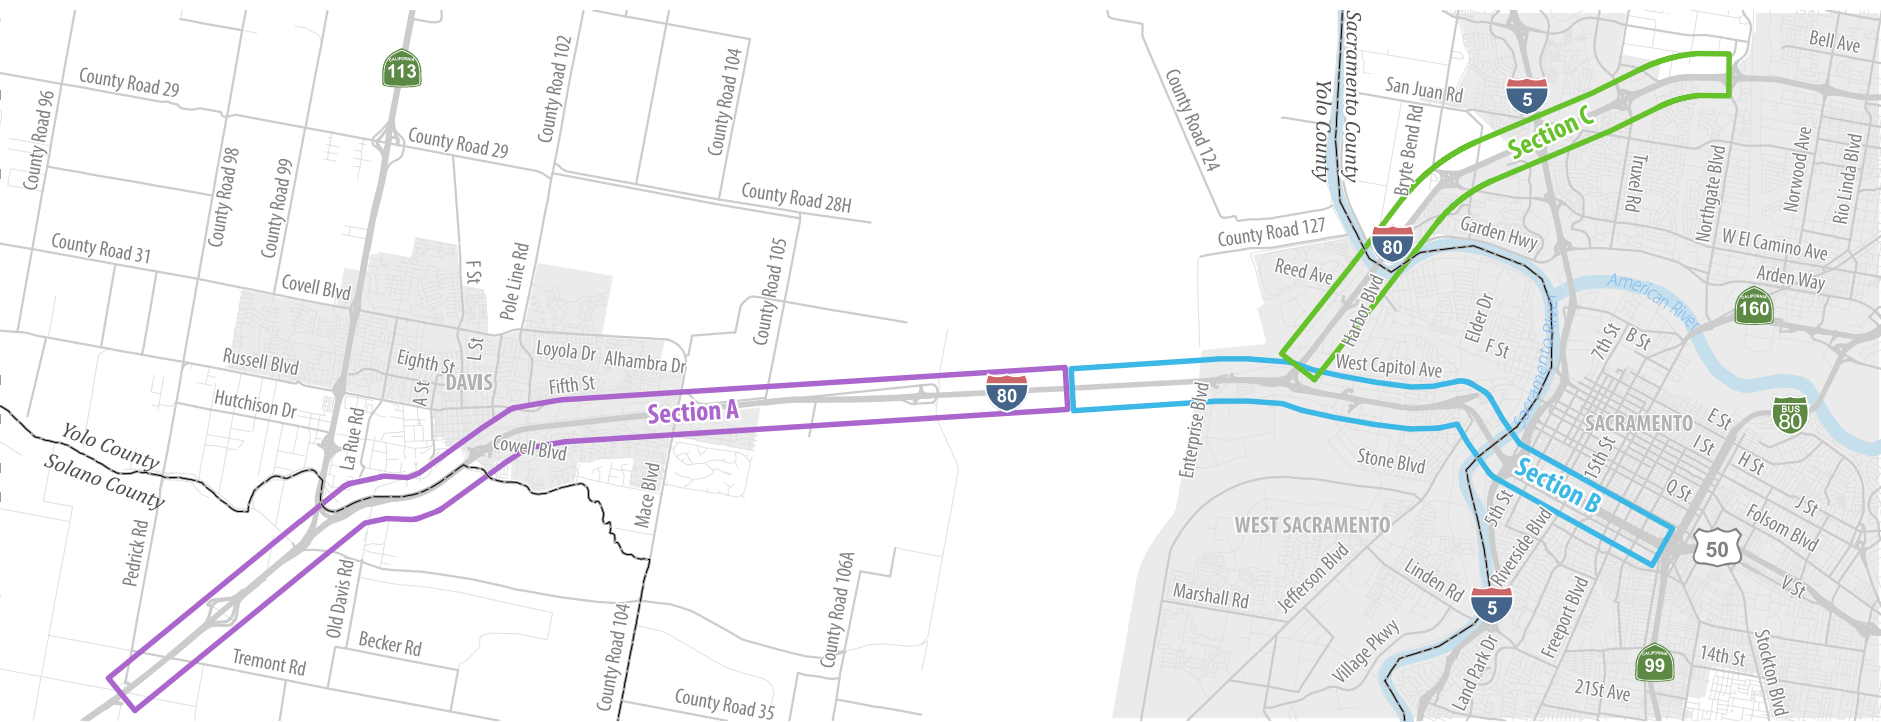 County Road 29
County Road 96
CALIFORNIA
113
County Road 102
County Road 104
County Road 29
County Road 98
County Road 99
County Road 28H
County Road 31
Covell Blvd
F St
Pole Line Rd
County Road 105
Russell Blvd
Hutchison Dr
Eighth St
L St
Loyola Dr
Alhambra Dr
A St
DAVIS
Fifth St
Section A
80
Cowell Blvd
La Rue Rd
Yolo County
Solano County
Pedrick Rd
Old Davis Rd
Mace Blvd
Becker Rd
Tremont Rd
County Road 104
County Road 106A
County Road 35
County Road 124
County Road 127
Sacramento County
Yolo County
San Juan Rd
5
Bell Ave
Section C
Bryte Bend Rd
Truxel Rd
Northgate Blvd
Norwood Ave
Rio Linda Blvd
80
Garden Hwy
W El Camino Ave
Arden Way
Reed Ave
Harbor Blvd
American River
CALIFORNIA
160
Elder Dr
F St
7th St
B St
West Capitol Ave
Sacramento River
Enterprise Blvd
SACRAMENTO
E St
BUS
80
I St
H St
15th St
Stone Blvd
Section B
Q St
J St
5th St
Folsom Blvd
WEST SACRAMENTO
Riverside Blvd
50
Jefferson Blvd
Linden Rd
V St
Marshall Rd
5
Freeport Blvd
Village Pkwy
Land Park Dr
CALIFORNIA
99
14th St
Stockton Blvd
21St Ave